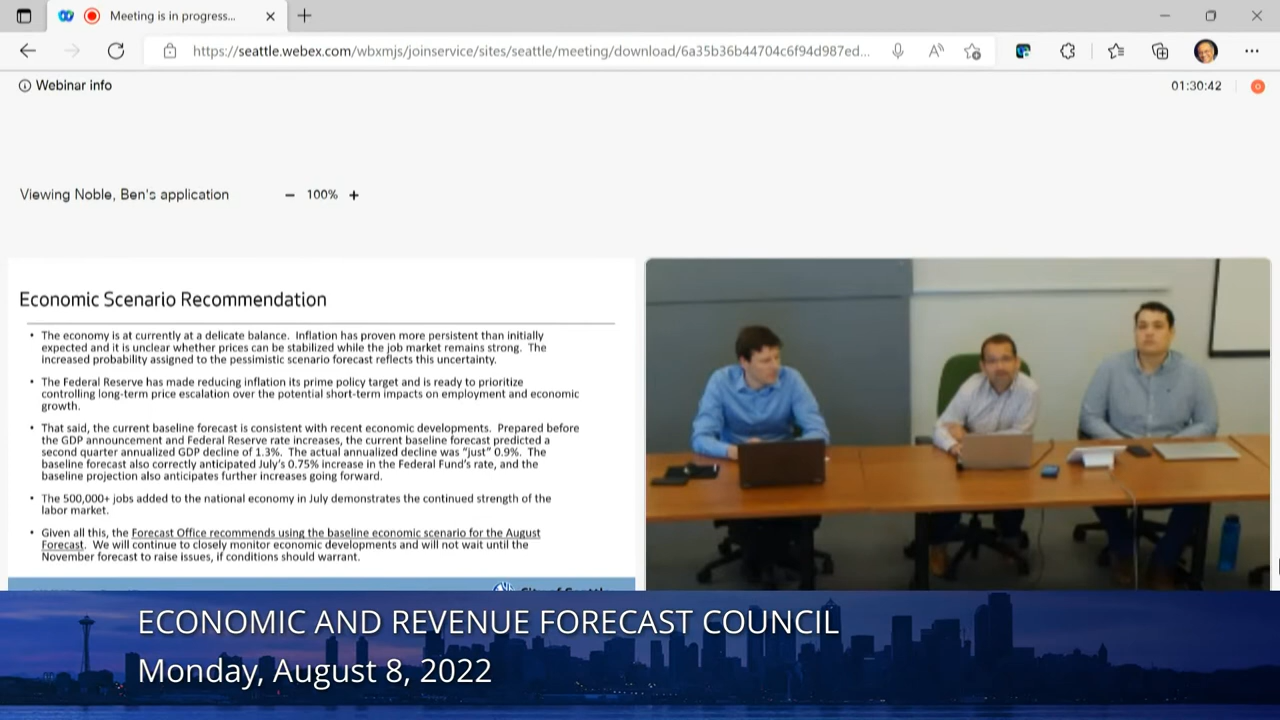 Meeting is in progress...
https://seattle.webex.com/wbxmjs/joinservice/sites/seattle/meeting/download/6a35b36b44704c6f94d987ed...
Webinar info
01:30:42
Viewing Noble, Ben's application
100%
Economic Scenario Recommendation
• The economy is at currently at a delicate balance. Inflation has proven more persistent than initially
expected and it is unclear whether prices can be stabilized while the job market remains strong. The
increased probability assigned to the pessimistic scenario forecast reflects this uncertainty.
• The Federal Reserve has made reducing inflation its prime policy target and is ready to prioritize
controlling long-term price escalation over the potential short-term impacts on employment and economic
growth.
• That said, the current baseline forecast is consistent with recent economic developments. Prepared before
the GDP announcement and Federal Reserve rate increases, the current baseline forecast predicted a
second quarter annualized GDP decline of 1.3%. The actual annualized decline was "just" 0.9%. The
baseline forecast also correctly anticipated July's 0.75% increase in the Federal Fund's rate, and the
baseline projection also anticipates further increases going forward.
• The 500,000+ jobs added to the national economy in July demonstrates the continued strength of the
labor market.
• Given all this, the Forecast Office recommends using the baseline economic scenario for the August
Forecast. We will continue to closely monitor economic developments and will not wait until the
November forecast to raise issues, if conditions should warrant.
ECONOMIC AND REVENUE FORECAST COUNCIL
Monday, August 8, 2022